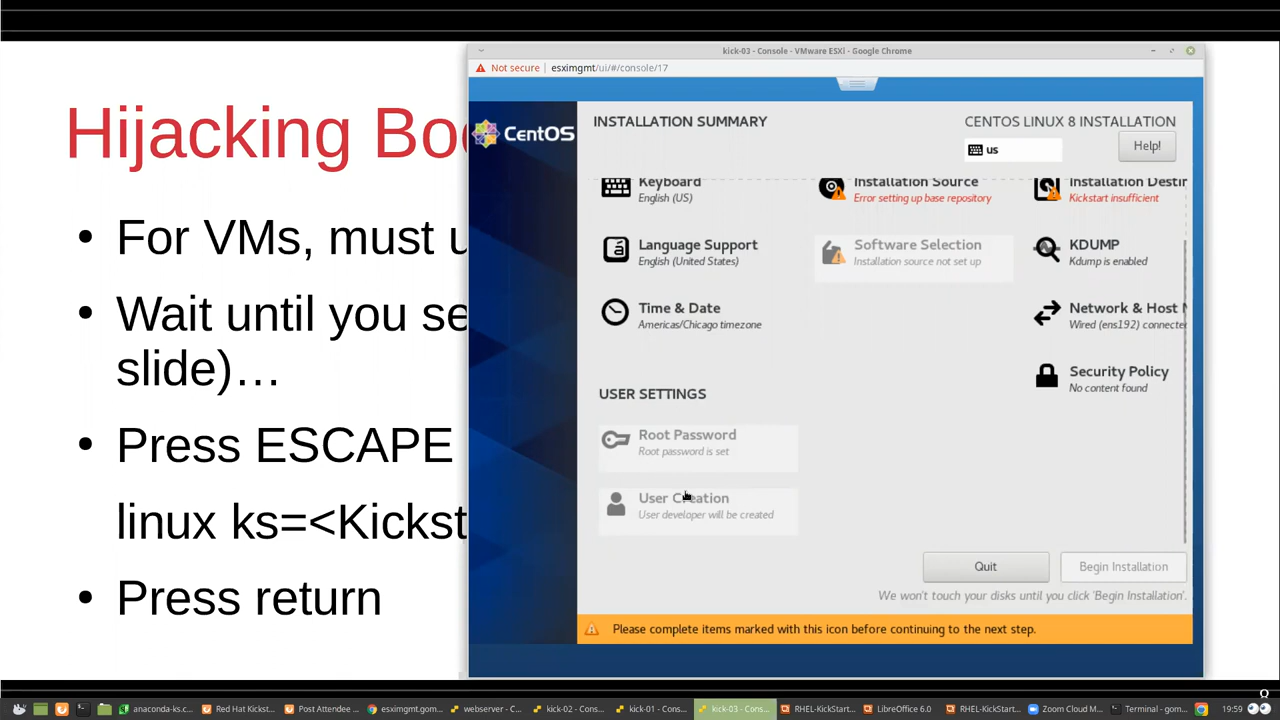 kick-03 - Console - VMware ESXi - Google Chrome
Not secure | esximgmt/ui/#/console/17
Hijacking Boo
• For VMs, must u
• Wait until you se
slide)…
• Press ESCAPE
linux ks=<Kickst
• Press return
CentOS
INSTALLATION SUMMARY
CENTOS LINUX 8 INSTALLATION
us
Help!
Keyboard
English (US)
Installation Source
Error setting up base repository
Installation Destin
Kickstart insufficient
Language Support
English (United States)
Software Selection
Installation source not set up
KDUMP
Kdump is enabled
Time & Date
Americas/Chicago timezone
Network & Host N
Wired (ens192) connected
Security Policy
No content found
USER SETTINGS
Root Password
Root password is set
User Creation
User developer will be created
Quit
Begin Installation
We won't touch your disks until you click 'Begin Installation'.
Please complete items marked with this icon before continuing to the next step.
anaconda-ks.c...
Red Hat Kickst...
Post Attendee ...
esximgmt.gom...
webserver - C...
kick-02 - Cons...
kick-01 - Cons...
kick-03 - Cons...
RHEL-KickStar...
LibreOffice 6.0
RHEL-KickStar...
Zoom Cloud M...
Terminal - gom...
19:59